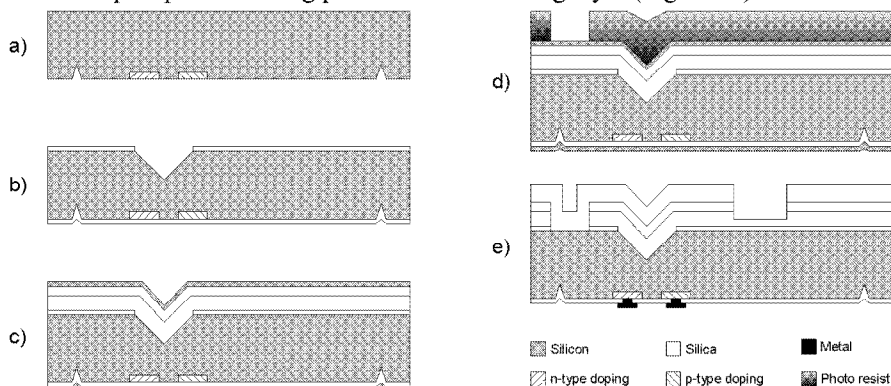 a)
b)
c)
d)
e)
Silicon
Silica
Metal
n-type doping
p-type doping
Photo resist